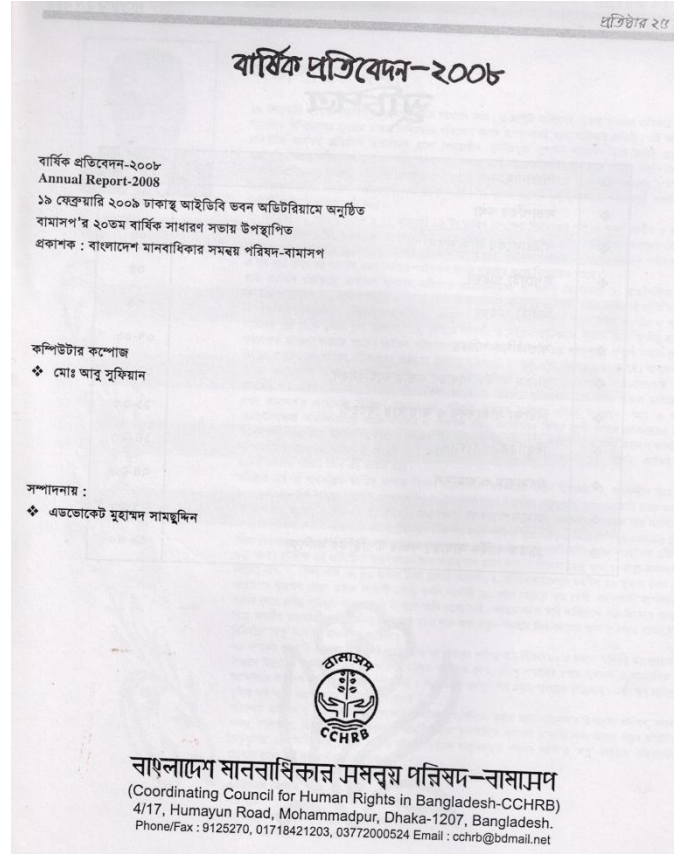 প্রতিষ্ঠার ২৫
বার্ষিক প্রতিবেদন–২০০৮
বার্ষিক প্রতিবেদন-২০০৮
Annual Report-2008
১৯ ফেব্রুয়ারি ২০০৯ ঢাকাস্থ আইডিবি ভবন অডিটরিয়ামে অনুষ্ঠিত
বামাসপ'র ২০তম বার্ষিক সাধারণ সভায় উপস্থাপিত
প্রকাশক : বাংলাদেশ মানবাধিকার সমন্বয় পরিষদ-বামাসপ
কম্পিউটার কম্পোজ
❖ মোঃ আবু সুফিয়ান
সম্পাদনায় :
❖ এডভোকেট মুহাম্মদ সামছুদ্দিন
বামাসপ
CCHRB
বাংলাদেশ মানবাধিকার সমন্বয় পরিষদ–বামাসপ
(Coordinating Council for Human Rights in Bangladesh-CCHRB)
4/17, Humayun Road, Mohammadpur, Dhaka-1207, Bangladesh.
Phone/Fax : 9125270, 01718421203, 03772000524 Email : cchrb@bdmail.net